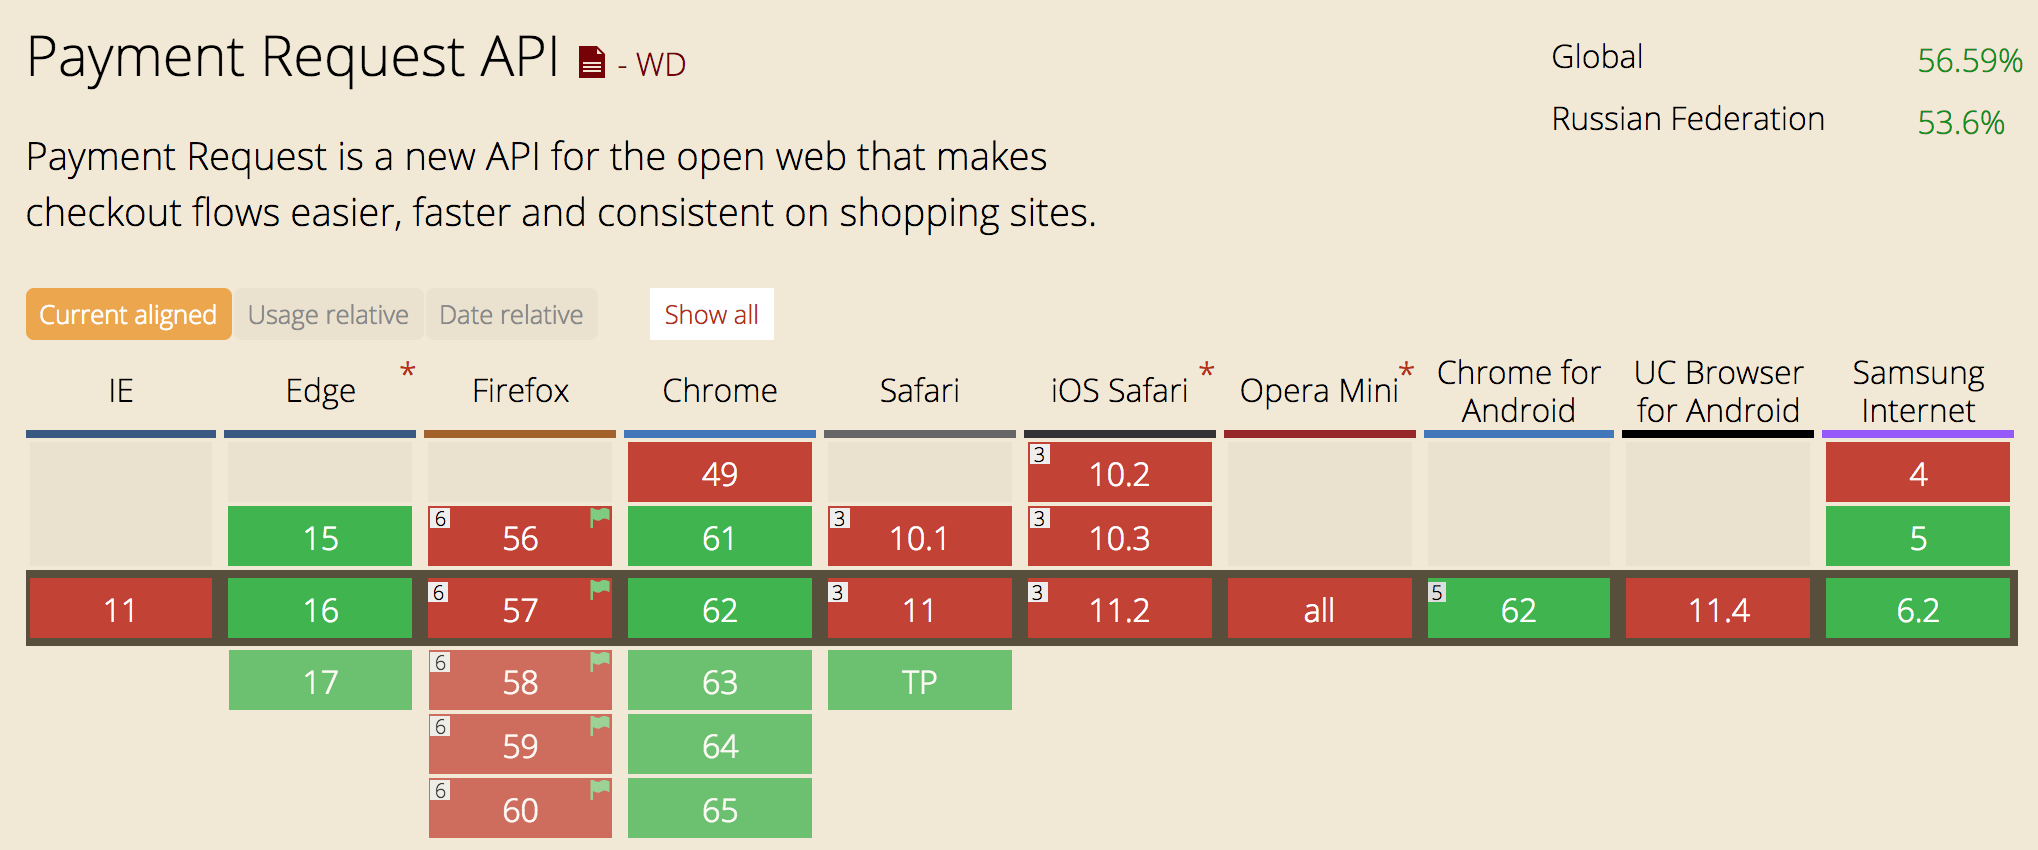 Payment Request API - WD
Global 56.59%
Russian Federation 53.6%
Payment Request is a new API for the open web that makes
checkout flows easier, faster and consistent on shopping sites.
Current aligned Usage relative Date relative Show all
IE Edge * Firefox Chrome Safari iOS Safari * Opera Mini * Chrome for Android UC Browser for Android Samsung Internet
49 3 10.2 4
15 6 56 61 3 10.1 3 10.3 5
11 16 6 57 62 3 11 3 11.2 all 5 62 11.4 6.2
17 6 58 63 TP
6 59 64
6 60 65